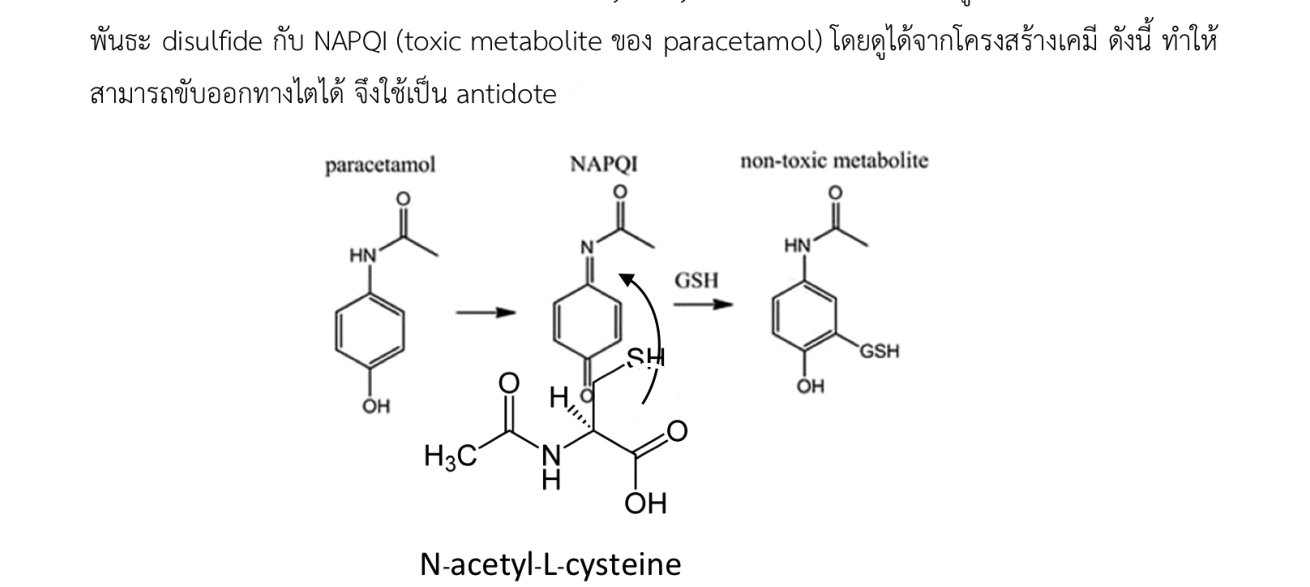 พันธะ disulfide กับ NAPQI (toxic metabolite ของ paracetamol) โดยดูได้จากโครงสร้างเคมี ดังนี้ ทำให้
สามารถขับออกทางไตได้ จึงใช้เป็น antidote
paracetamol
NAPQI
non-toxic metabolite
O
O
O
HN
N
HN
GSH
SH
GSH
OH
O
H
O
OH
H₃C
N
H
O
OH
N-acetyl-L-cysteine